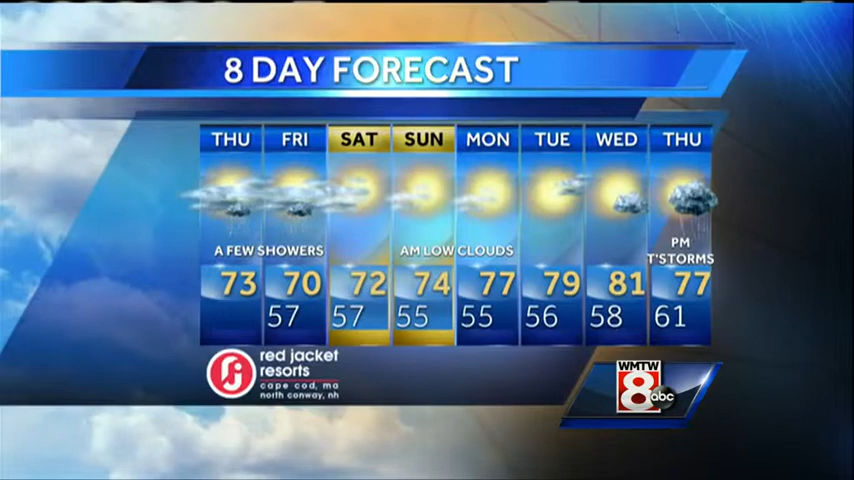 8 DAY FORECAST
THU FRI SAT SUN MON TUE WED THU
A FEW SHOWERS
AM LOW CLOUDS
PM
T'STORMS
73 70 72 74 77 79 81 77
57 57 55 55 56 58 61
rj
red jacket
resorts
cape cod, ma
north conway, nh
WMTW
8
abc